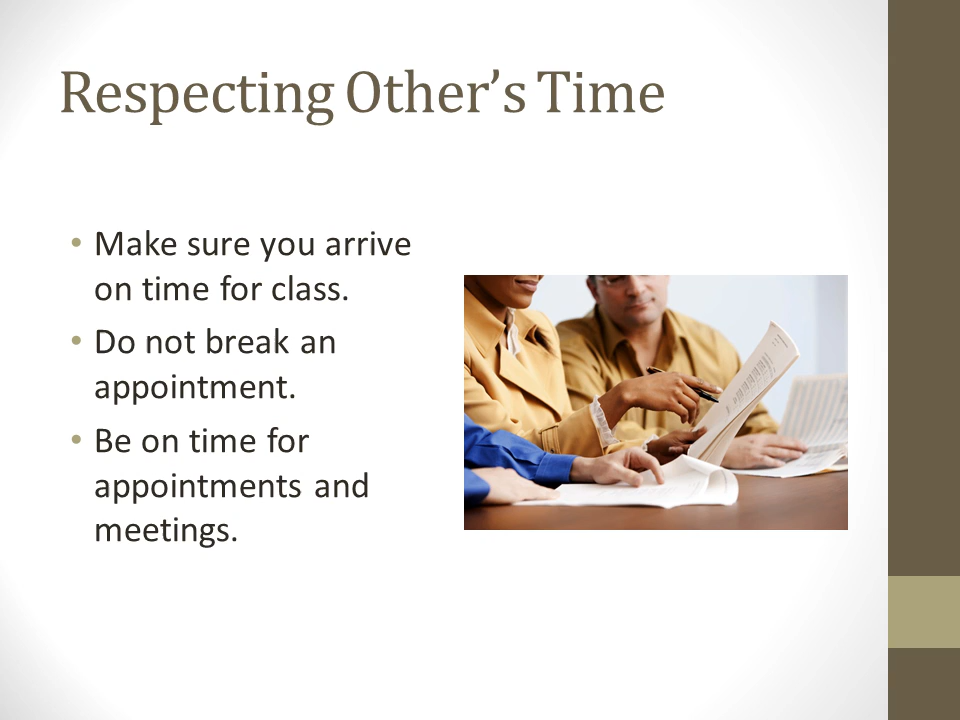 Respecting Other’s Time
• Make sure you arrive
on time for class.
• Do not break an
appointment.
• Be on time for
appointments and
meetings.